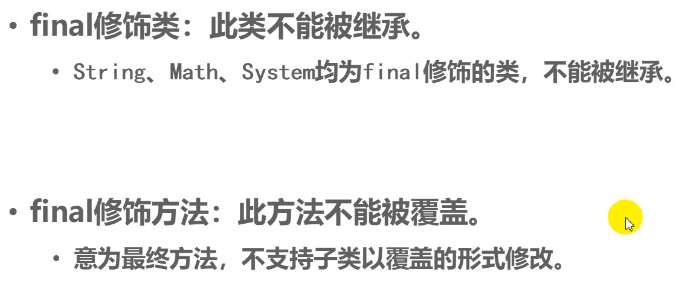 • final修饰类：此类不能被继承。
• String、Math、System均为final修饰的类，不能被继承。
• final修饰方法：此方法不能被覆盖。
• 意为最终方法，不支持子类以覆盖的形式修改。